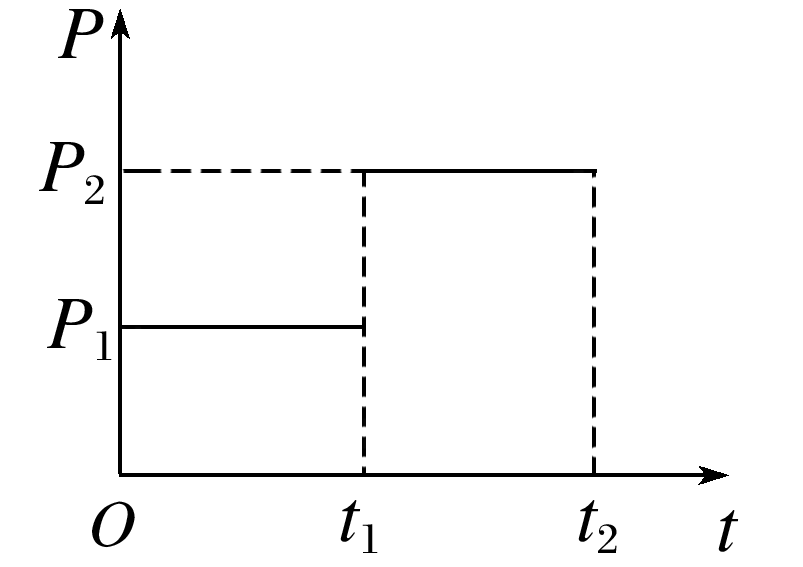 P
P₂
P₁
O t₁ t₂ t